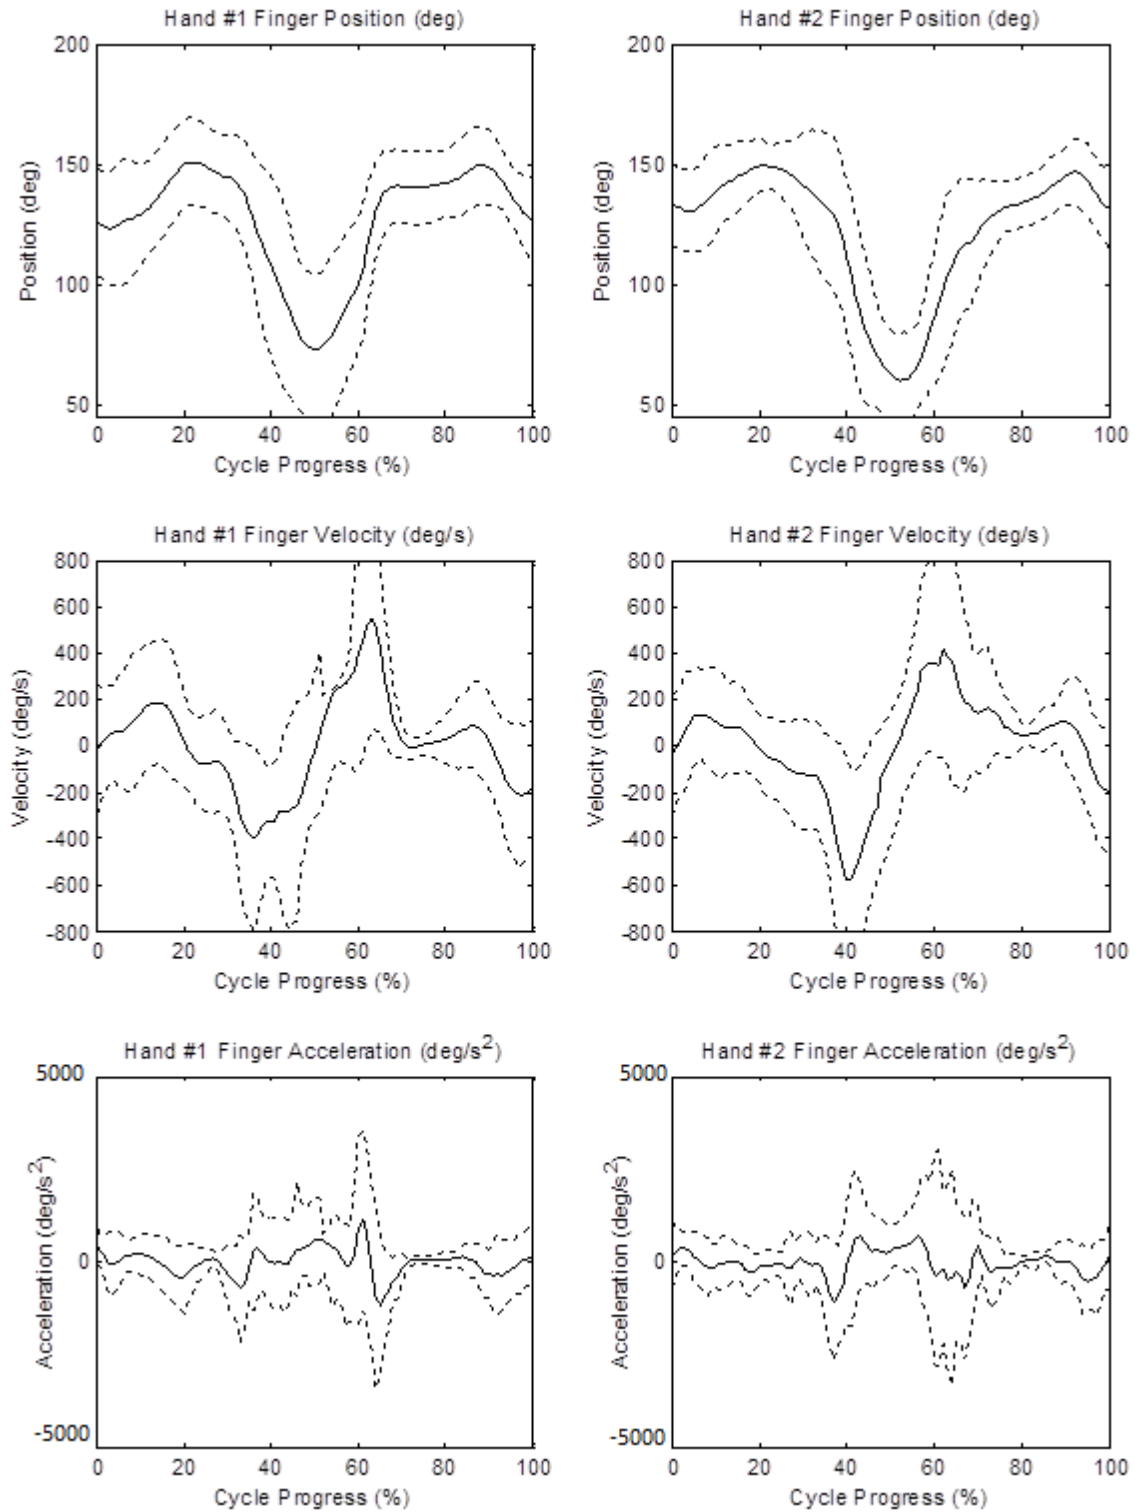 Hand #1 Finger Position (deg)
200
150
100
50
Position (deg)
0 20 40 60 80 100
Cycle Progress (%)
Hand #2 Finger Position (deg)
200
150
100
50
Position (deg)
0 20 40 60 80 100
Cycle Progress (%)
Hand #1 Finger Velocity (deg/s)
800
600
400
200
0
-200
-400
-600
-800
Velocity (deg/s)
0 20 40 60 80 100
Cycle Progress (%)
Hand #2 Finger Velocity (deg/s)
800
600
400
200
0
-200
-400
-600
-800
Velocity (deg/s)
0 20 40 60 80 100
Cycle Progress (%)
Hand #1 Finger Acceleration (deg/s²)
5000
0
-5000
Acceleration (deg/s²)
0 20 40 60 80 100
Cycle Progress (%)
Hand #2 Finger Acceleration (deg/s²)
5000
0
-5000
Acceleration (deg/s²)
0 20 40 60 80 100
Cycle Progress (%)